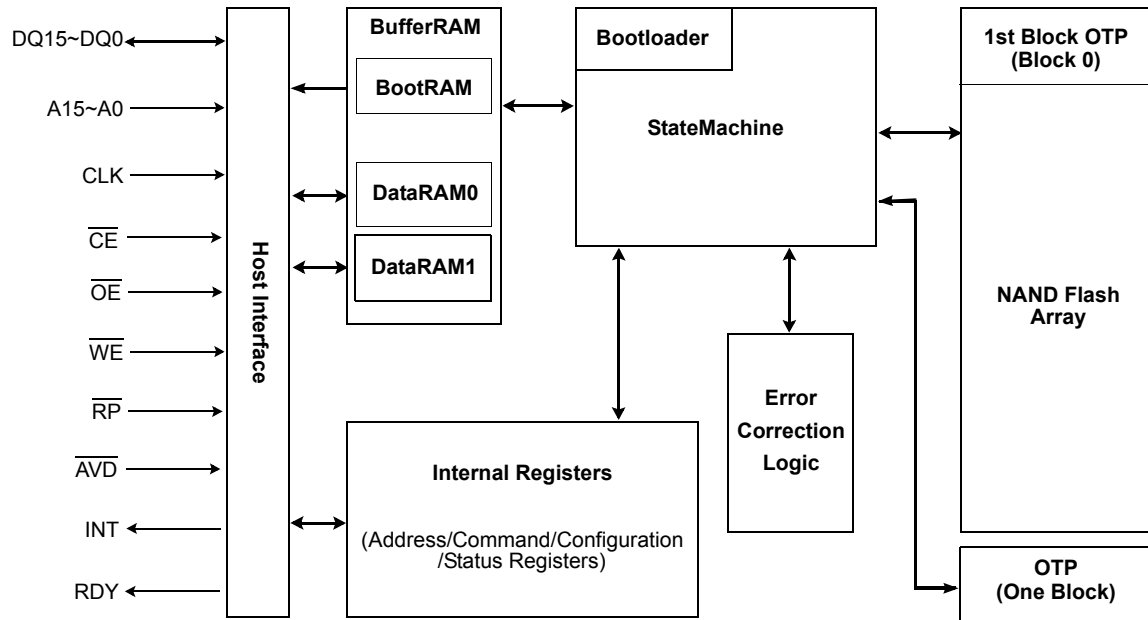 DQ15~DQ0
A15~A0
CLK
CE
OE
WE
RP
AVD
INT
RDY
Host Interface
BufferRAM
BootRAM
DataRAM0
DataRAM1
Bootloader
StateMachine
Error
Correction
Logic
Internal Registers
(Address/Command/Configuration
/Status Registers)
1st Block OTP
(Block 0)
NAND Flash
Array
OTP
(One Block)